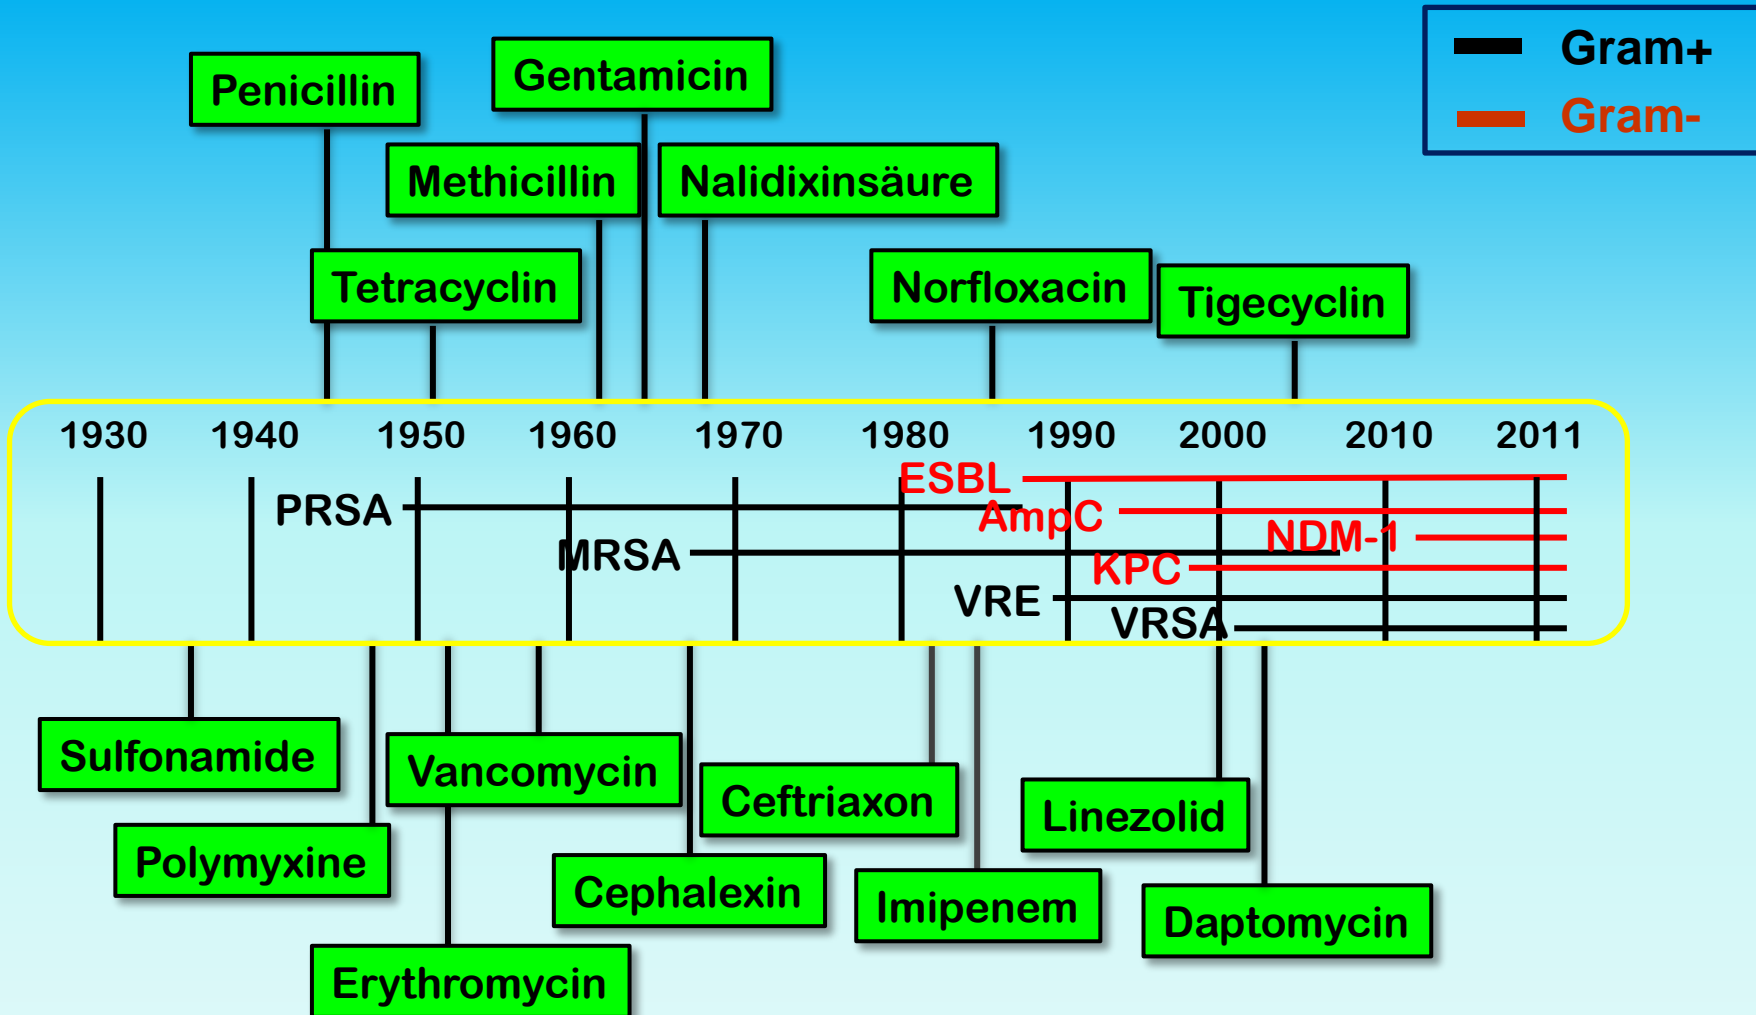 Gram+
Gram-
Penicillin
Gentamicin
Methicillin
Nalidixinsäure
Tetracyclin
Norfloxacin
Tigecyclin
1930 1940 1950 1960 1970 1980 1990 2000 2010 2011
ESBL
PRSA
AmpC
NDM-1
MRSA
KPC
VRE
VRSA
Sulfonamide
Vancomycin
Ceftriaxon
Linezolid
Polymyxine
Cephalexin
Imipenem
Daptomycin
Erythromycin